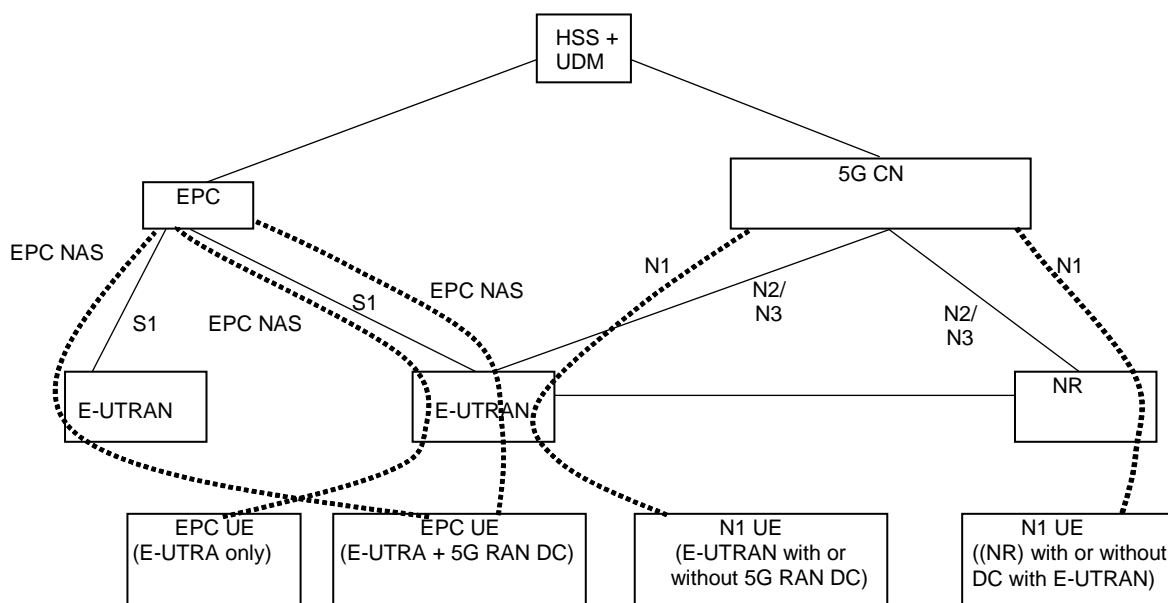 HSS +
UDM
EPC
5G CN
EPC NAS
N1
N1
EPC NAS
N2/
N3
S1
EPC NAS
S1
N2/
N3
E-UTRAN
E-UTRAN
NR
EPC UE
(E-UTRA only)
EPC UE
(E-UTRA + 5G RAN DC)
N1 UE
(E-UTRAN with or
without 5G RAN DC)
N1 UE
((NR) with or without
DC with E-UTRAN)